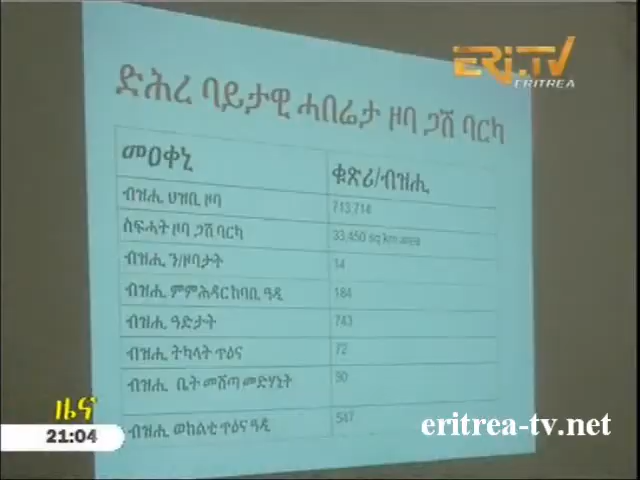 ERi.TV
ERITREA
ድሕረ ባይታዊ ሓበሬታ ዞባ ጋሽ ባርካ
መዐቀኒ
ቁጽሪ/ብዝሒ
ብዝሒ ህዝቢ ዞባ
713,714
ስፍሓት ዞባ ጋሽ ባርካ
33,450 sq km area
ብዝሒ ን/ዞባታት
14
ብዝሒ ምምሕዳር ከባቢ ዓዲ
184
ብዝሒ ዓድታት
743
ብዝሒ ትካላት ጥዕና
72
ብዝሒ ቤት መሸጣ መድሃኒት
90
ብዝሒ ወከልቲ ጥዕና ዓዲ
547
ዜና
21:04
eritrea-tv.net